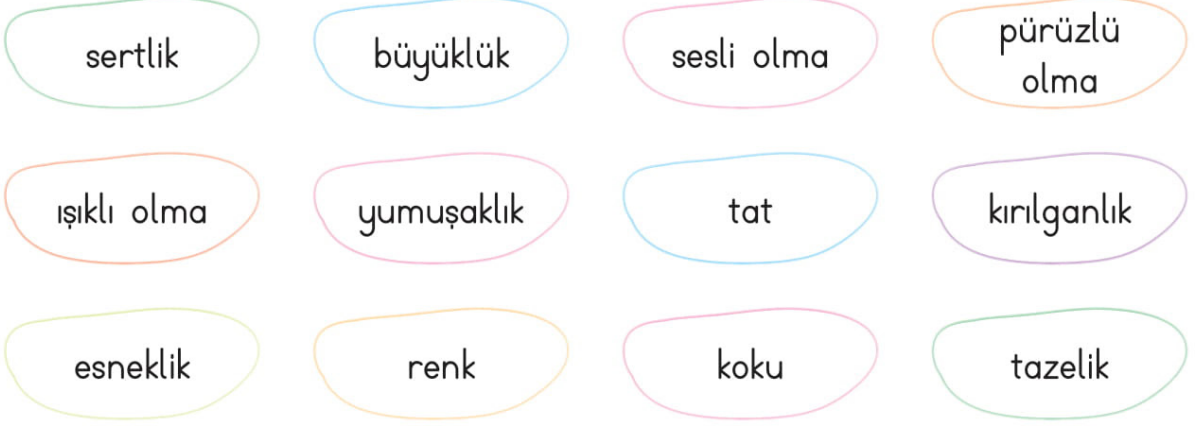 sertlik
büyüklük
sesli olma
pürüzlü
olma
ışıklı olma
yumuşaklık
tat
kırılganlık
esneklik
renk
koku
tazelik